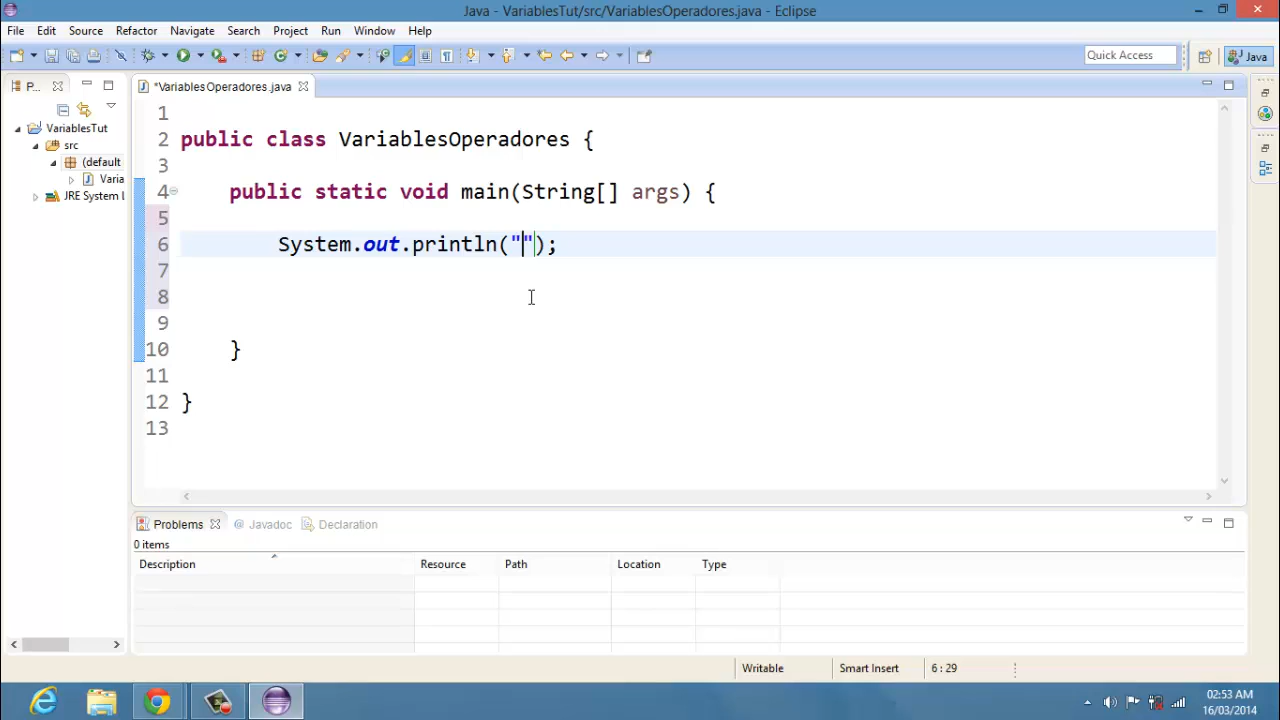 Java - VariablesTut/src/VariablesOperadores.java - Eclipse
File Edit Source Refactor Navigate Search Project Run Window Help
Quick Access
Java
P...
*VariablesOperadores.java
VariablesTut
src
(default
Varia
JRE System L
1
2 public class VariablesOperadores {
3
4 public static void main(String[] args) {
5
6 System.out.println("");
7
8
9
10 }
11
12 }
13
Problems @ Javadoc Declaration
0 items
Description Resource Path Location Type
Writable Smart Insert 6 : 29
02:53 AM
16/03/2014